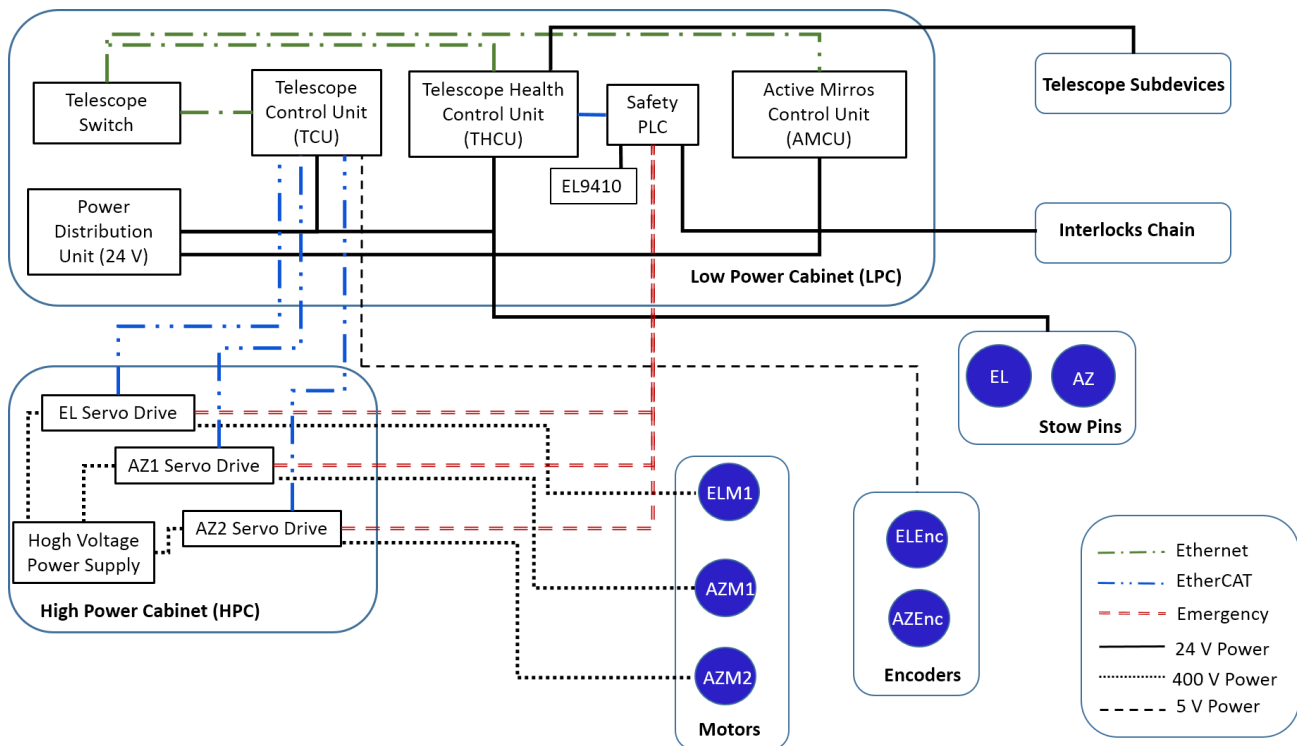 Telescope
Switch
Telescope
Control Unit
(TCU)
Telescope Health
Control Unit
(THCU)
Safety
PLC
Active Mirros
Control Unit
(AMCU)
EL9410
Power
Distribution
Unit (24 V)
Low Power Cabinet (LPC)
Telescope Subdevices
Interlocks Chain
EL
AZ
Stow Pins
EL Servo Drive
AZ1 Servo Drive
AZ2 Servo Drive
Hogh Voltage
Power Supply
High Power Cabinet (HPC)
ELM1
AZM1
AZM2
Motors
ELEnc
AZEnc
Encoders
Ethernet
EtherCAT
Emergency
24 V Power
400 V Power
5 V Power